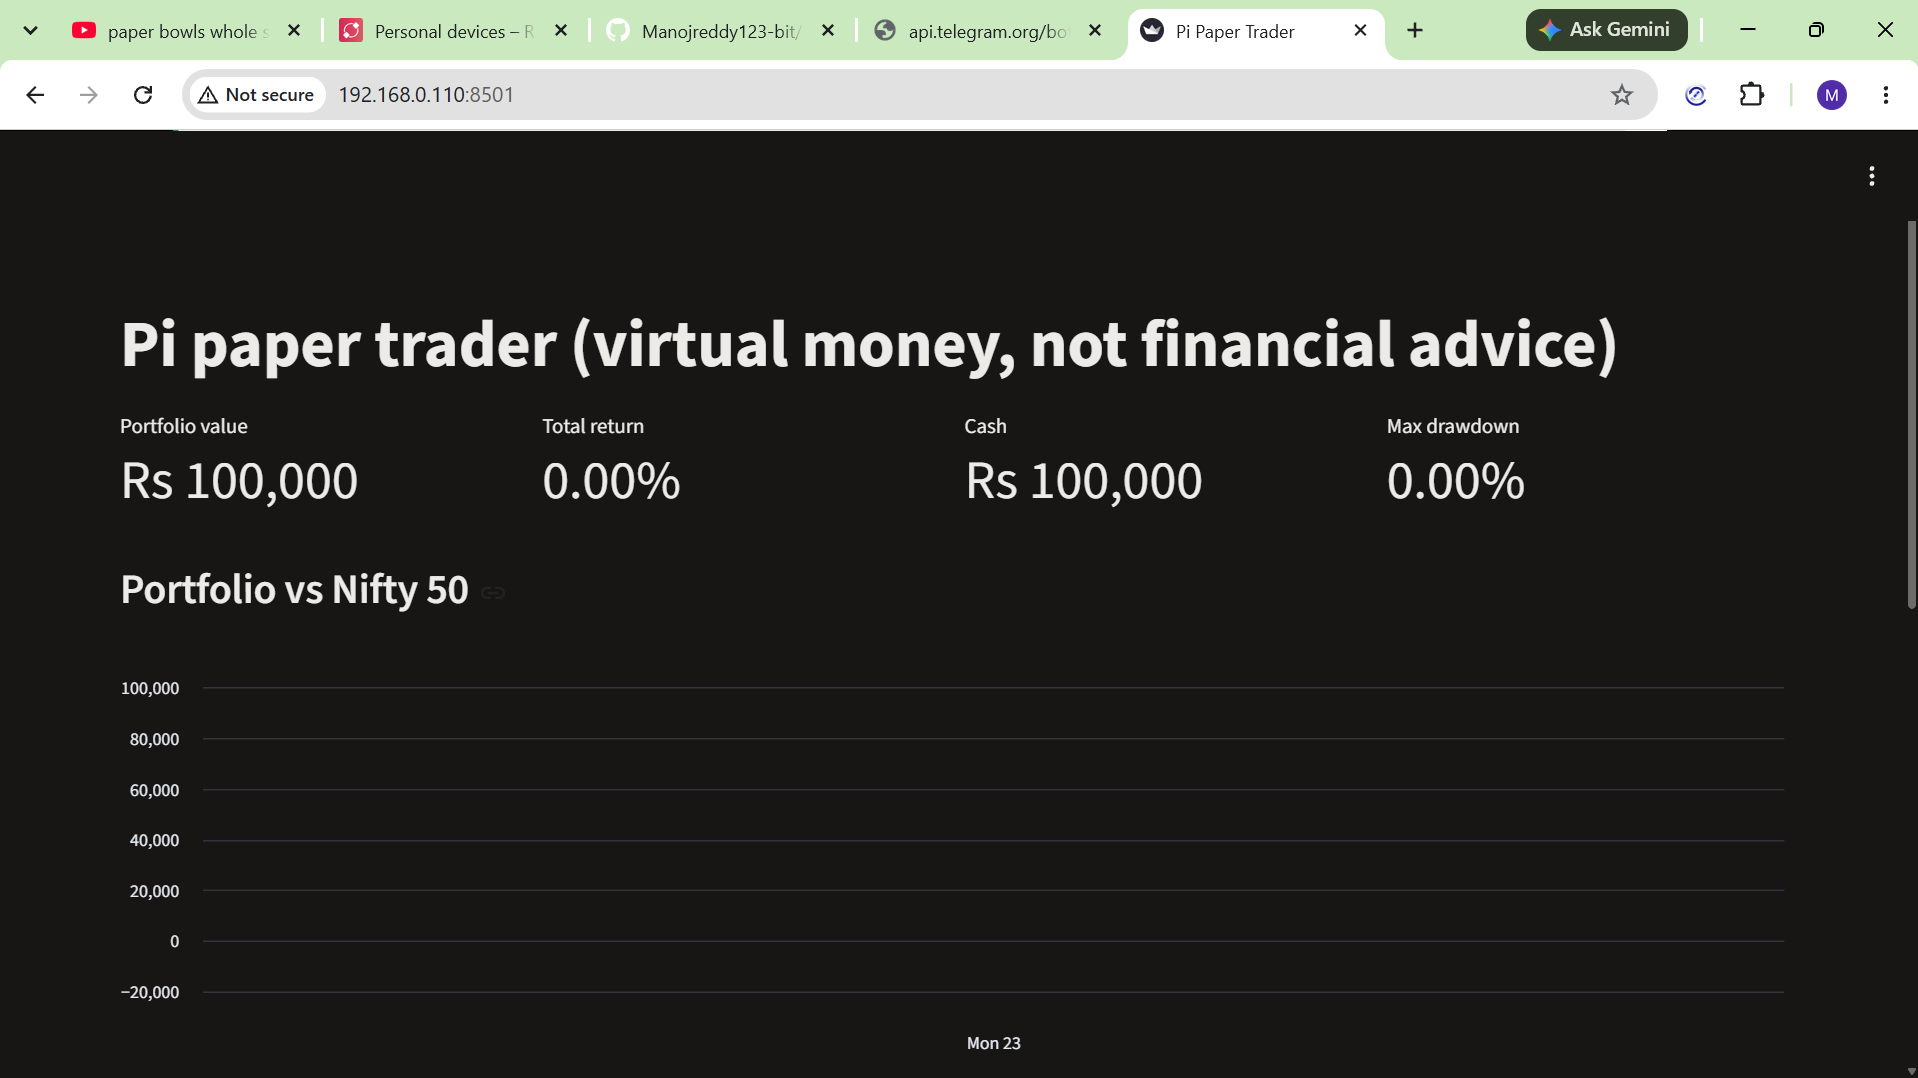 paper bowls whole s
Personal devices – R
Manojreddy123-bit/
api.telegram.org/bo
Pi Paper Trader
Ask Gemini
Not secure
192.168.0.110:8501
M
Pi paper trader (virtual money, not financial advice)
Portfolio value
Total return
Cash
Max drawdown
Rs 100,000
0.00%
Rs 100,000
0.00%
Portfolio vs Nifty 50
100,000
80,000
60,000
40,000
20,000
0
−20,000
Mon 23